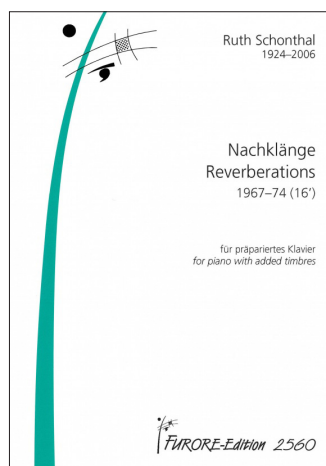 Ruth Schonthal
1924–2006
Nachklänge
Reverberations
1967–74 (16')
für präpariertes Klavier
for piano with added timbres
FURORE-Edition 2560